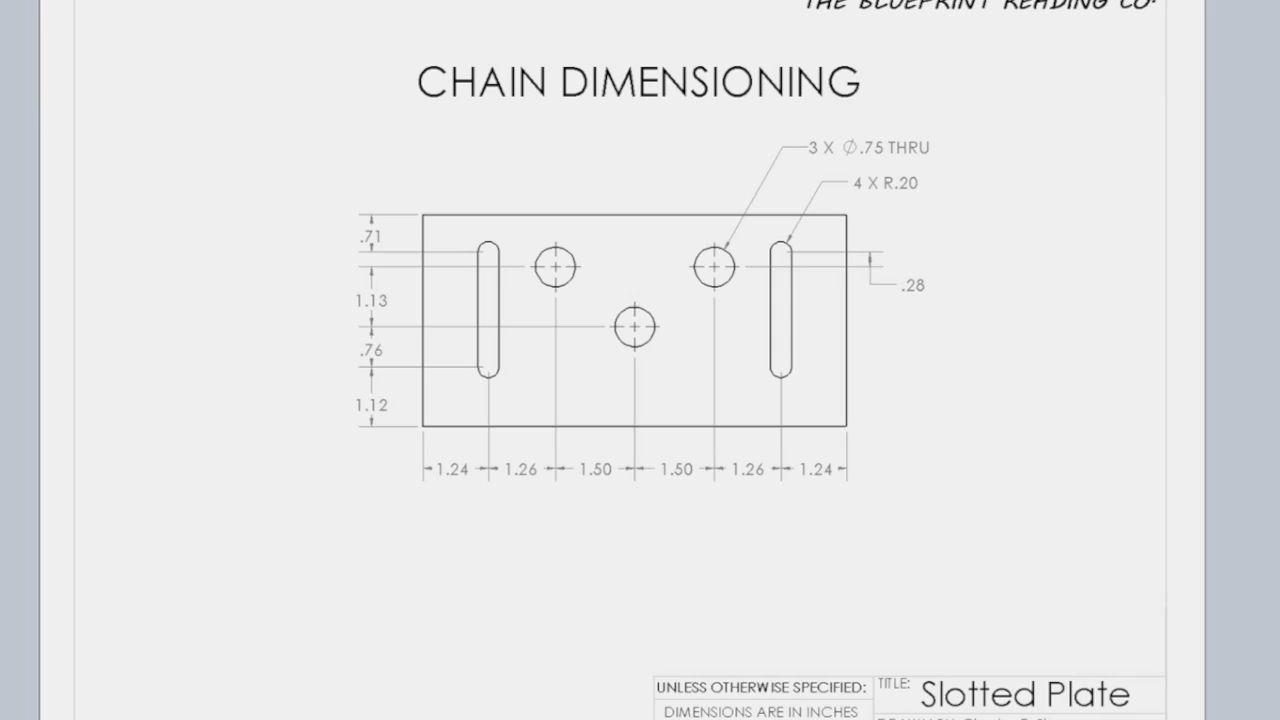 THE BLUEPRINT READING CO.
CHAIN DIMENSIONING
3 X ∅.75 THRU
4 X R.20
.71
1.13
.28
.76
1.12
1.24 1.26 1.50 1.50 1.26 1.24
UNLESS OTHERWISE SPECIFIED:
DIMENSIONS ARE IN INCHES
TITLE:
Slotted Plate